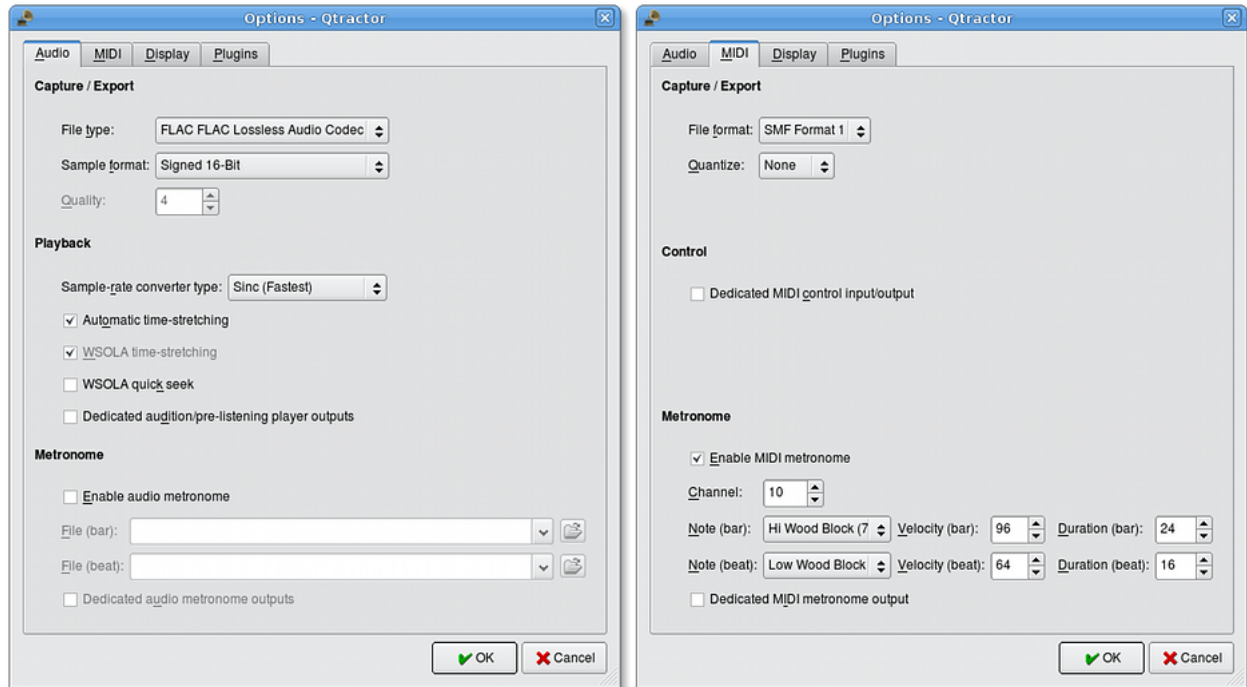 Options - Qtractor
Audio MIDI Display Plugins
Capture / Export
File type: FLAC FLAC Lossless Audio Codec
Sample format: Signed 16-Bit
Quality: 4
Playback
Sample-rate converter type: Sinc (Fastest)
Automatic time-stretching
WSOLA time-stretching
WSOLA quick seek
Dedicated audition/pre-listening player outputs
Metronome
Enable audio metronome
File (bar):
File (beat):
Dedicated audio metronome outputs
OK Cancel
Options - Qtractor
Audio MIDI Display Plugins
Capture / Export
File format: SMF Format 1
Quantize: None
Control
Dedicated MIDI control input/output
Metronome
Enable MIDI metronome
Channel: 10
Note (bar): Hi Wood Block (7 Velocity (bar): 96 Duration (bar): 24
Note (beat): Low Wood Block Velocity (beat): 64 Duration (beat): 16
Dedicated MIDI metronome output
OK Cancel